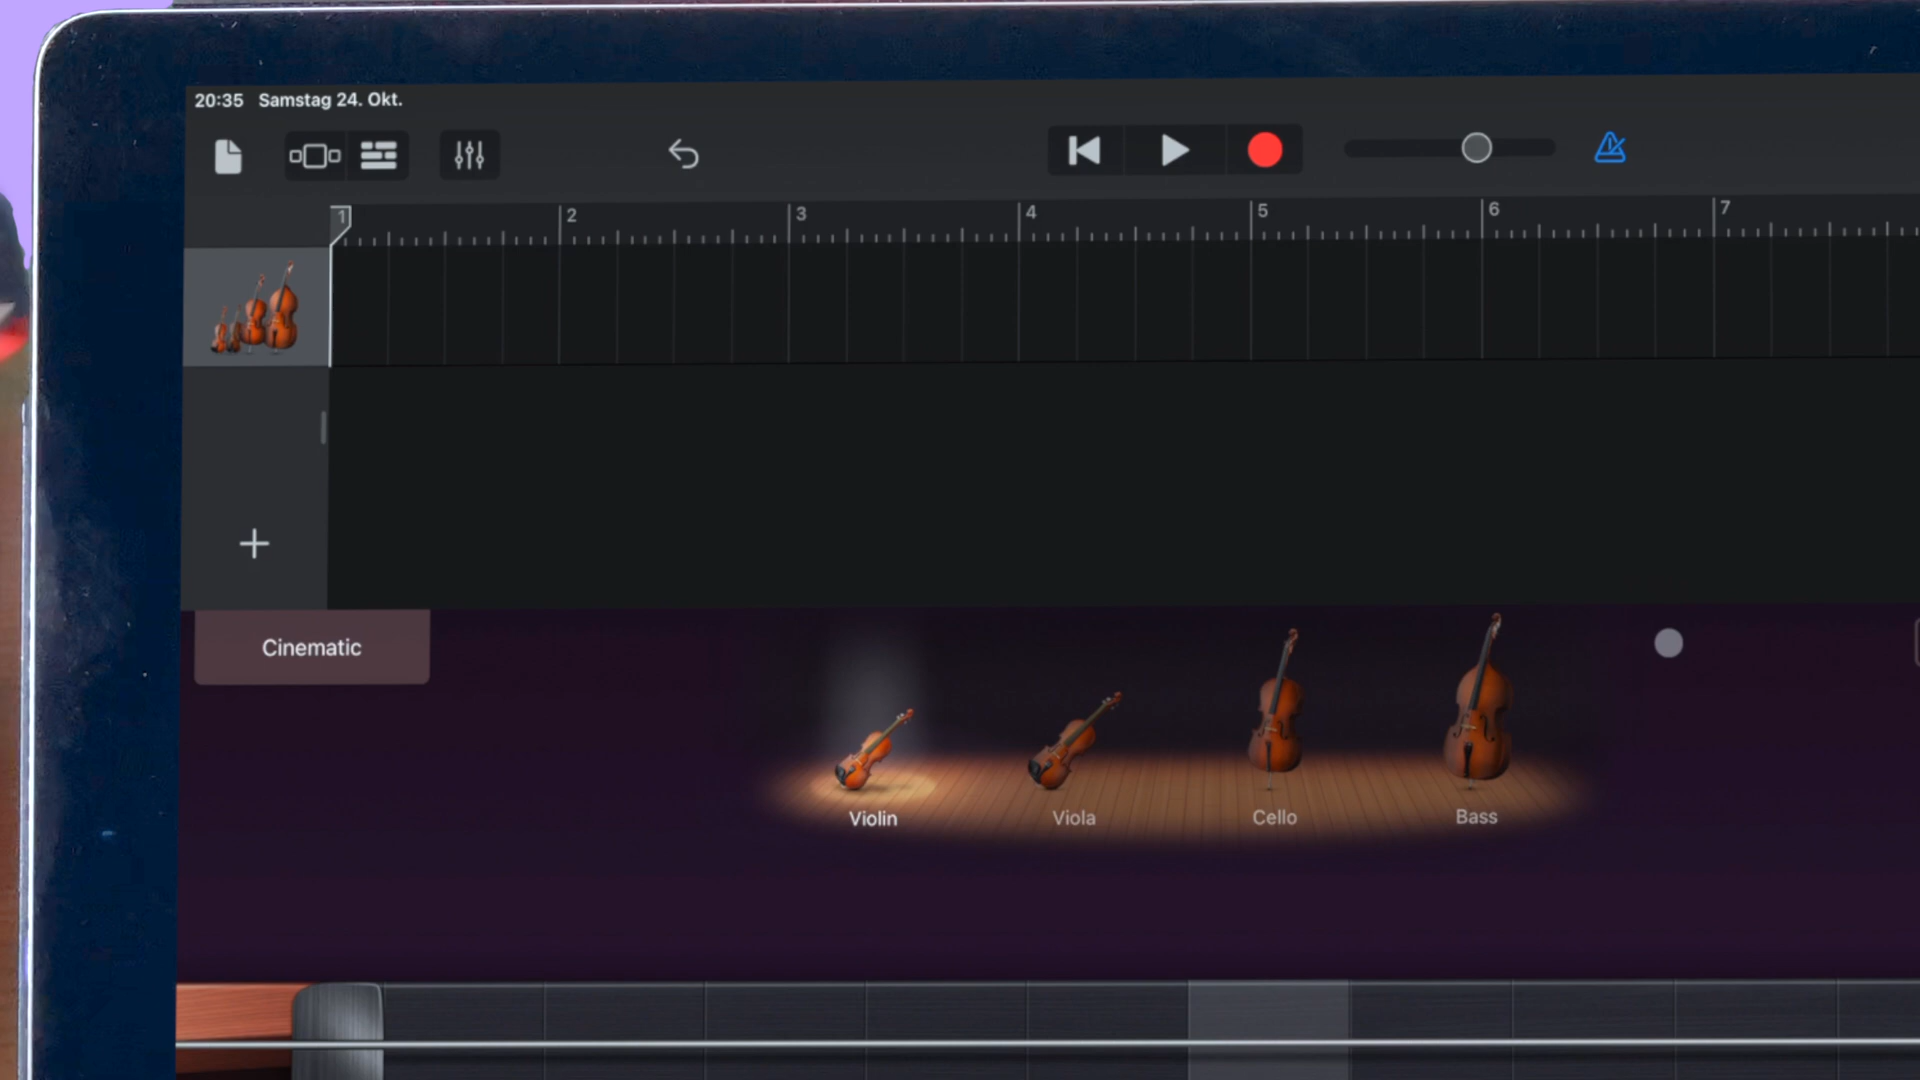 20:35 Samstag 24. Okt.
1 2 3 4 5 6 7
Cinematic
Violin Viola Cello Bass